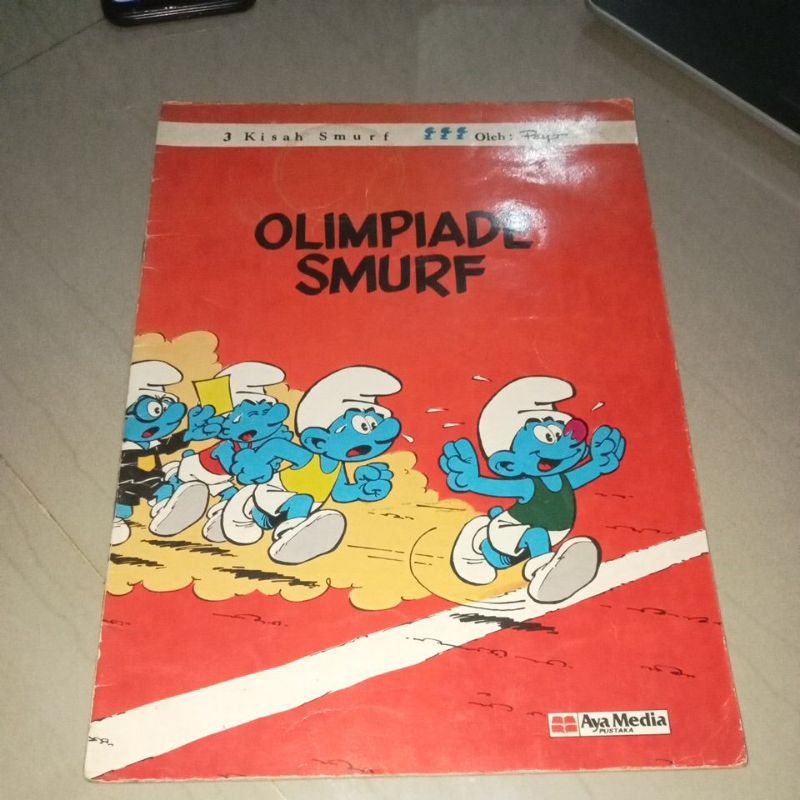 3 Kisah Smurf Oleh: Peyo
OLIMPIADE
SMURF
Aya Media
PUSTAKA